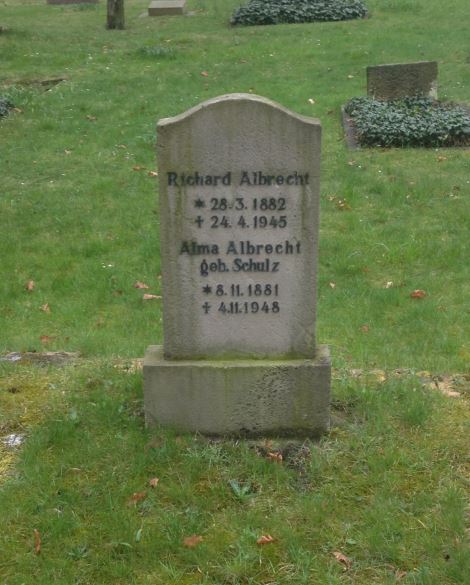 Richard Albrecht
* 28.3.1882
† 24.4.1945
Alma Albrecht
geb. Schulz
* 8.11.1881
† 4.11.1948